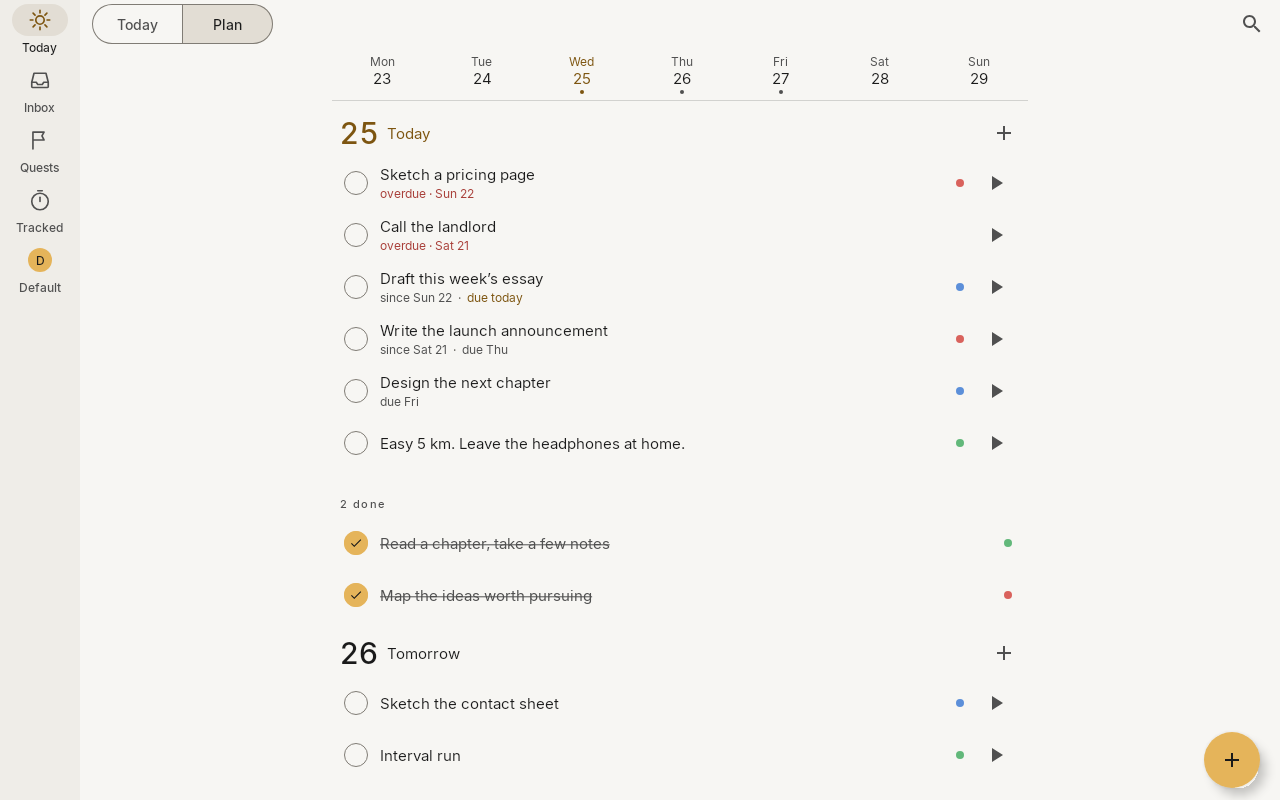 Today
Inbox
Quests
Tracked
D
Default
Today
Plan
Mon
23
Tue
24
Wed
25
Thu
26
Fri
27
Sat
28
Sun
29
25 Today
Sketch a pricing page
overdue · Sun 22
Call the landlord
overdue · Sat 21
Draft this week’s essay
since Sun 22 · due today
Write the launch announcement
since Sat 21 · due Thu
Design the next chapter
due Fri
Easy 5 km. Leave the headphones at home.
2 done
Read a chapter, take a few notes
Map the ideas worth pursuing
26 Tomorrow
Sketch the contact sheet
Interval run